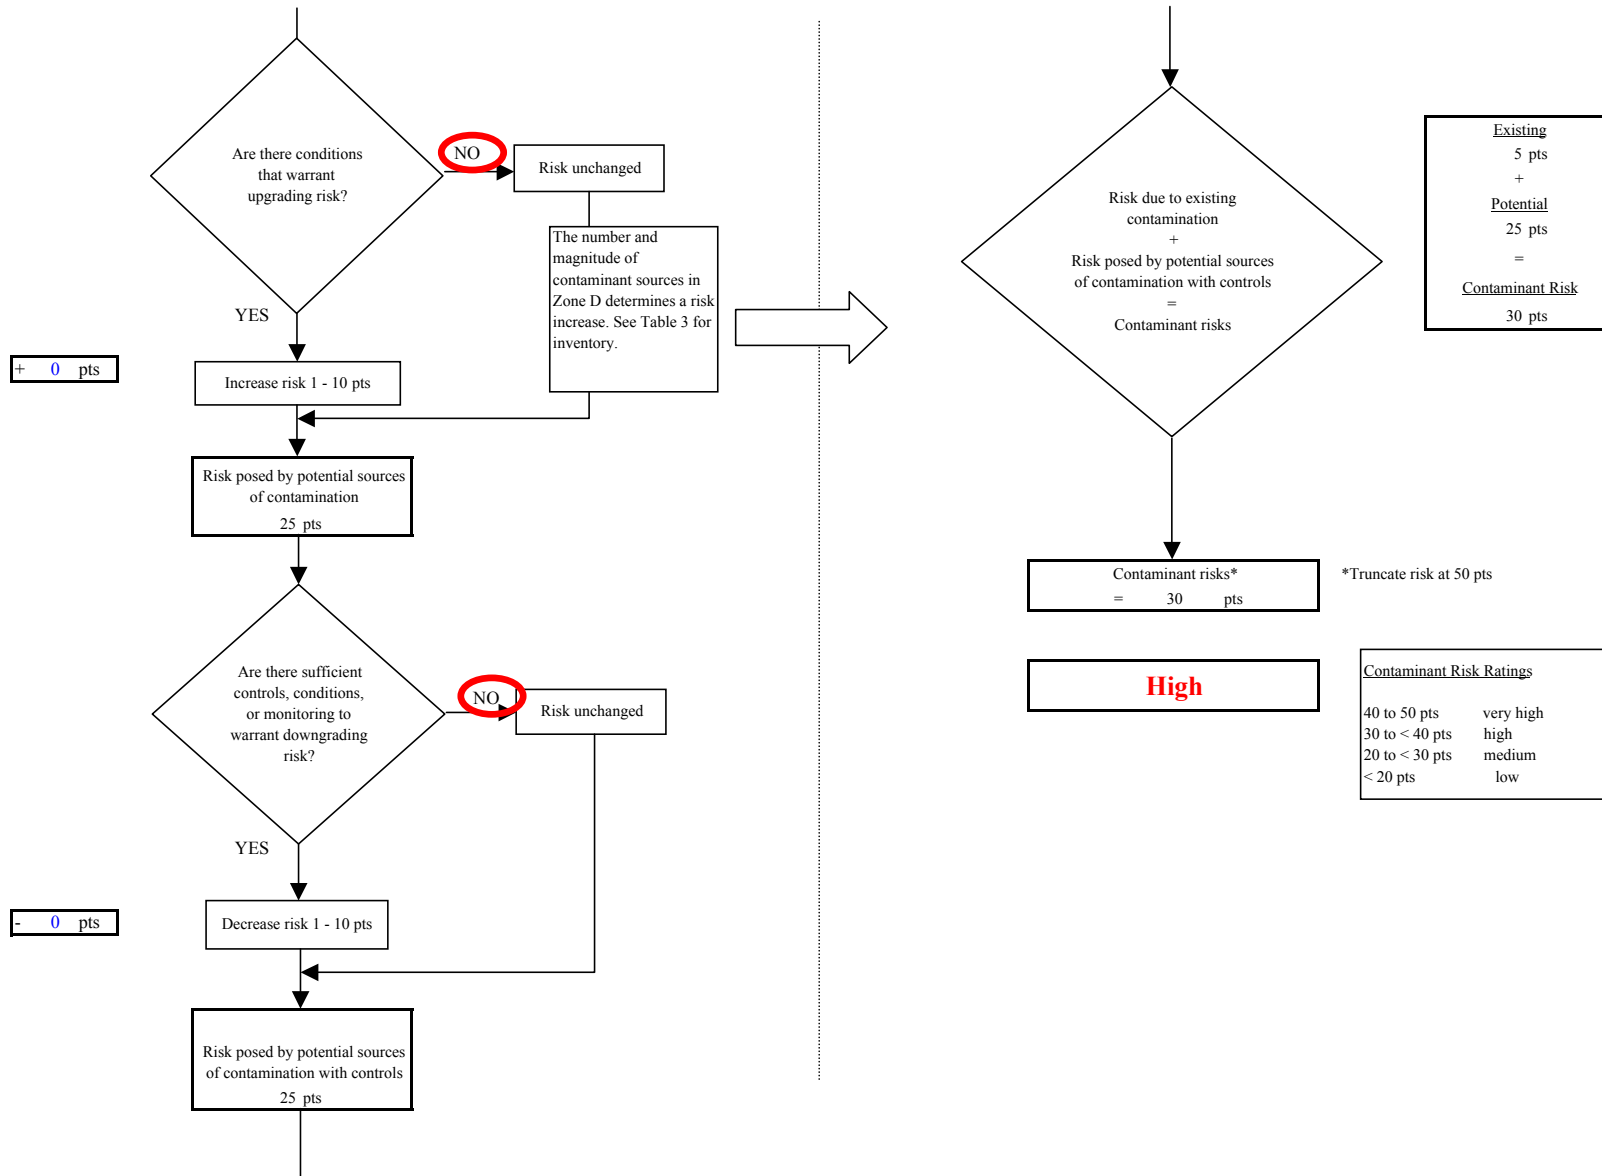 Are there conditions
that warrant
upgrading risk?
NO
Risk unchanged
The number and
magnitude of
contaminant sources in
Zone D determines a risk
increase. See Table 3 for
inventory.
YES
+ 0 pts
Increase risk 1 - 10 pts
Risk posed by potential sources
of contamination
25 pts
Are there sufficient
controls, conditions,
or monitoring to
warrant downgrading
risk?
NO
Risk unchanged
YES
- 0 pts
Decrease risk 1 - 10 pts
Risk posed by potential sources
of contamination with controls
25 pts
Risk due to existing
contamination
+
Risk posed by potential sources
of contamination with controls
=
Contaminant risks
Existing
5 pts
+
Potential
25 pts
=
Contaminant Risk
30 pts
Contaminant risks*
= 30 pts
*Truncate risk at 50 pts
High
Contaminant Risk Ratings
40 to 50 pts very high
30 to < 40 pts high
20 to < 30 pts medium
< 20 pts low